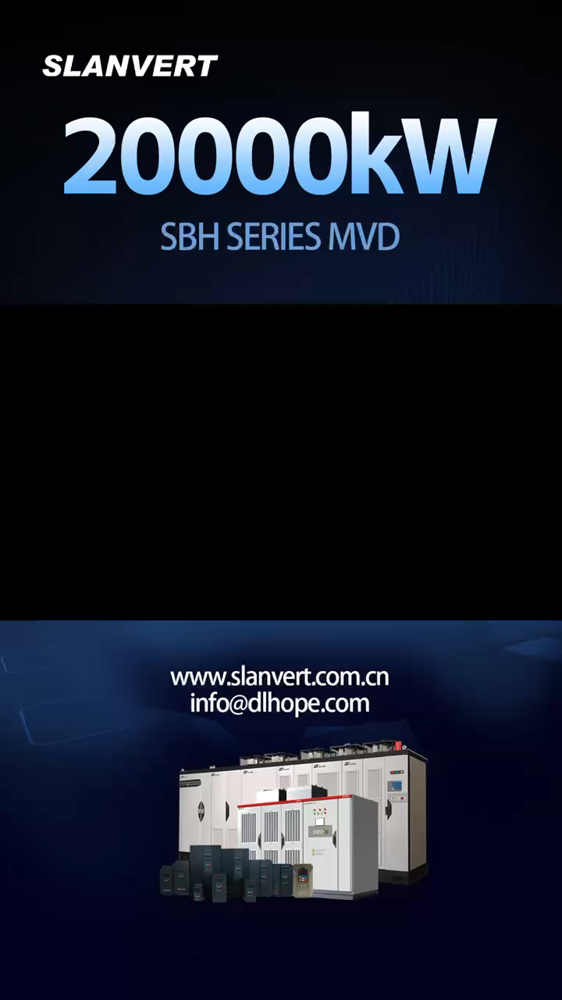 SLANVERT
20000kW
SBH SERIES MVD
www.slanvert.com.cn
info@dlhope.com